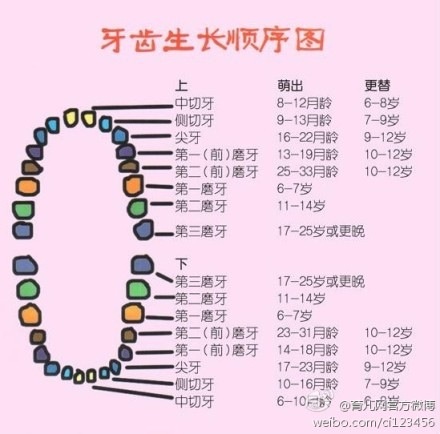 牙齿生长顺序图
上 萌出 更替
中切牙 8-12月龄 6-8岁
侧切牙 9-13月龄 7-9岁
尖牙 16-22月龄 9-12岁
第一(前)磨牙 13-19月龄 10-12岁
第二(前)磨牙 25-33月龄 10-12岁
第一磨牙 6-7岁
第二磨牙 11-14岁
第三磨牙 17-25岁或更晚
下
第三磨牙 17-25岁或更晚
第二磨牙 11-14岁
第一磨牙 6-7岁
第二(前)磨牙 23-31月龄 10-12岁
第一(前)磨牙 14-18月龄 10-12岁
尖牙 17-23月龄 9-12岁
侧切牙 10-16月龄 7-9岁
中切牙 6-10月龄 6-8岁
@育儿网官方微博
weibo.com/ci123456